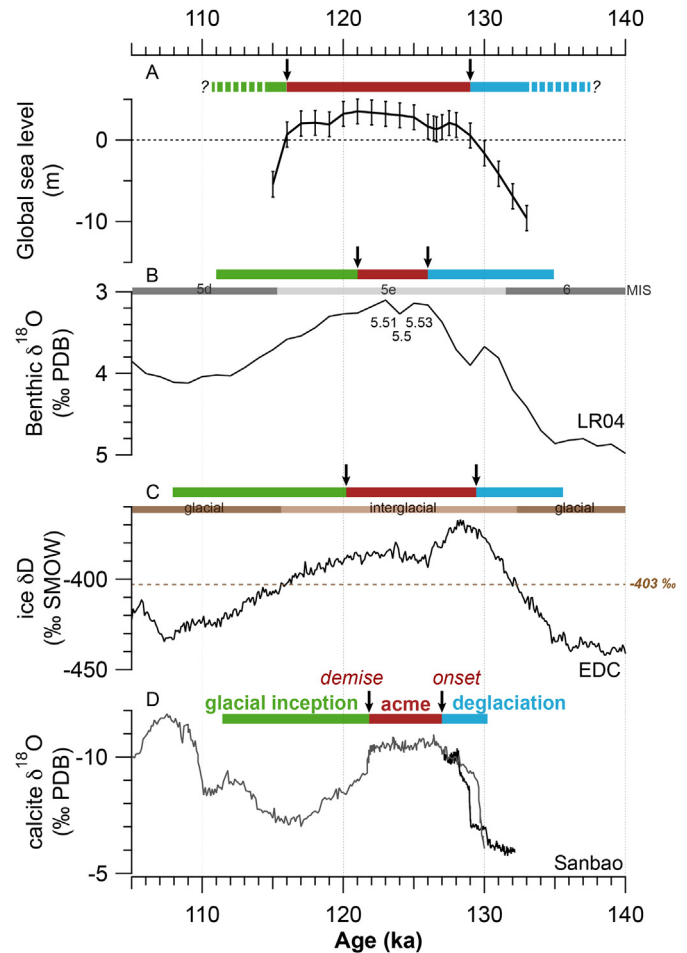 110 120 130 140
A
? ?
0
-10
Global sea level
(m)
B
5d 5e 6 MIS
3
4
5
5.51 5.53
5.5
Benthic δ18O
(‰ PDB)
LR04
C
glacial interglacial glacial
-400
-450
-403 ‰
ice δD
(‰ SMOW)
EDC
D
demise onset
glacial inception acme deglaciation
-10
-5
calcite δ18O
(‰ PDB)
Sanbao
110 120 130 140
Age (ka)